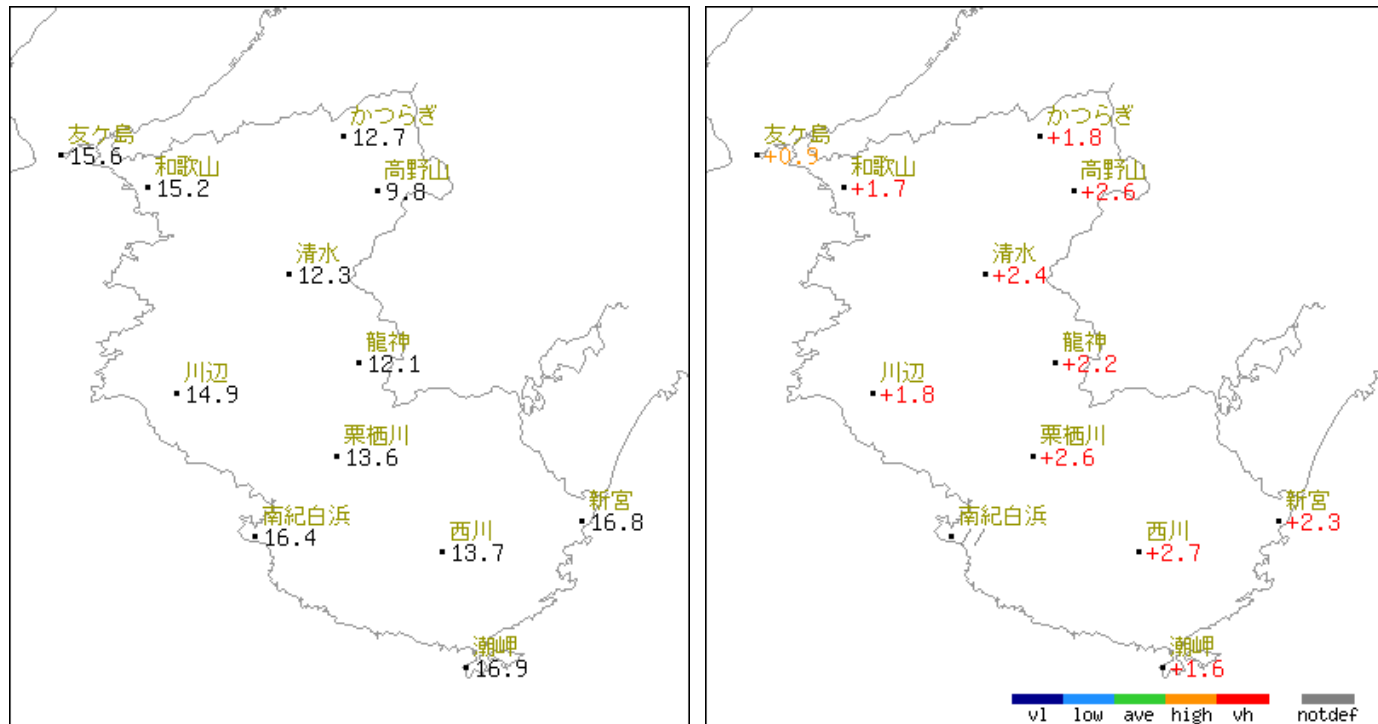 かつらぎ
12.7
友ケ島
15.6
和歌山
15.2
高野山
9.8
清水
12.3
龍神
12.1
川辺
14.9
栗栖川
13.6
南紀白浜
16.4
新宮
16.8
西川
13.7
潮岬
16.9
かつらぎ
+1.8
友ケ島
+0.9
和歌山
+1.7
高野山
+2.6
清水
+2.4
龍神
+2.2
川辺
+1.8
栗栖川
+2.6
南紀白浜
//
新宮
+2.3
西川
+2.7
潮岬
+1.6
vl low ave high vh notdef